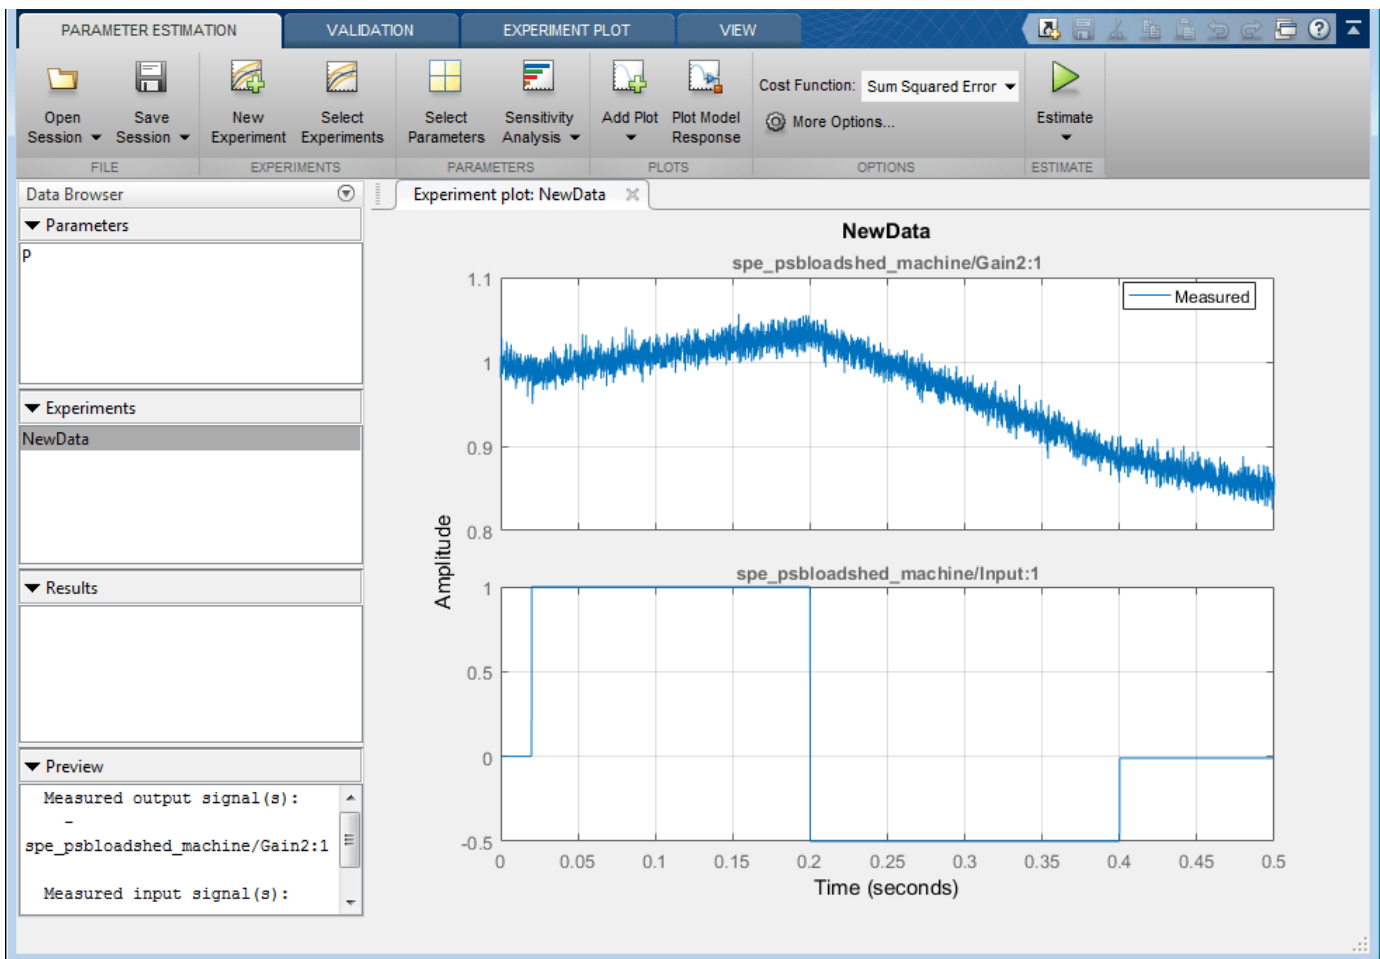 PARAMETER ESTIMATION VALIDATION EXPERIMENT PLOT VIEW
Cost Function: Sum Squared Error
Open Save New Select Select Sensitivity Add Plot Plot Model Estimate
More Options...
Session Session Experiment Experiments Parameters Analysis Response
FILE EXPERIMENTS PARAMETERS PLOTS OPTIONS ESTIMATE
Data Browser
Experiment plot: NewData
Parameters
P
Experiments
NewData
Results
Preview
Measured output signal(s):
-
spe_psbloadshed_machine/Gain2:1
Measured input signal(s):
NewData
spe_psbloadshed_machine/Gain2:1
Measured
1.1
1
0.9
0.8
Amplitude
spe_psbloadshed_machine/Input:1
1
0.5
0
-0.5
0 0.05 0.1 0.15 0.2 0.25 0.3 0.35 0.4 0.45 0.5
Time (seconds)